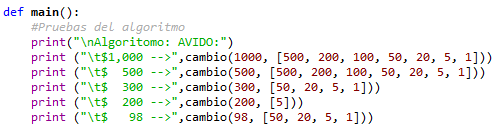 def main():
    #Pruebas del algoritmo
    print("\nAlgoritomo: AVIDO:")
    print ("\t$1,000 -->",cambio(1000, [500, 200, 100, 50, 20, 5, 1]))
    print ("\t$  500 -->",cambio(500, [500, 200, 100, 50, 20, 5, 1]))
    print ("\t$  300 -->",cambio(300, [50, 20, 5, 1]))
    print ("\t$  200 -->",cambio(200, [5]))
    print ("\t$   98 -->",cambio(98, [50, 20, 5, 1]))